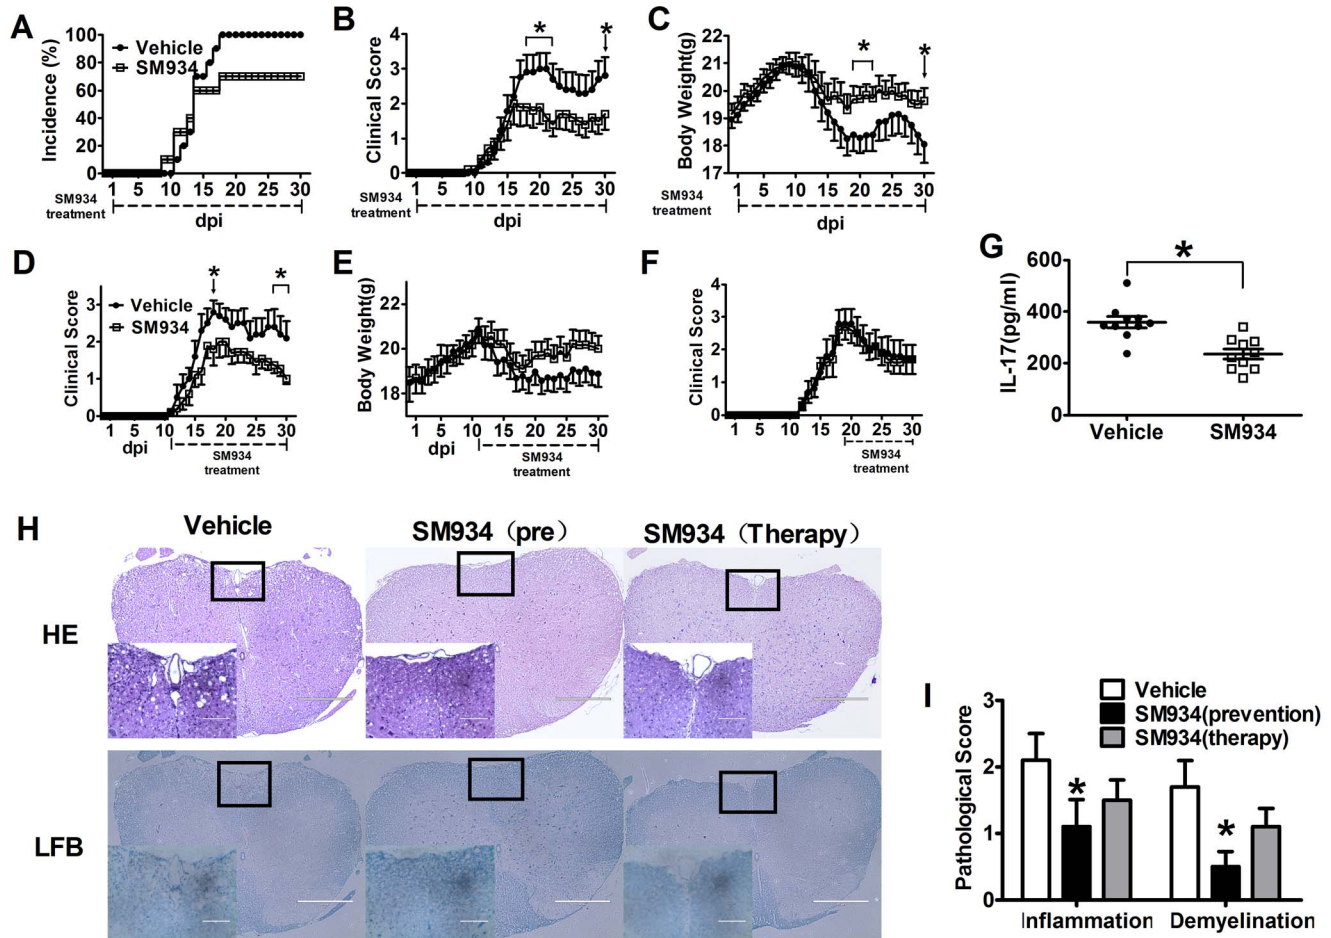 A
Incidence (%)
100
80
60
40
20
0
Vehicle
SM934
1 5 10 15 20 25 30
SM934
treatment
dpi
B
Clinical Score
4
3
2
1
0
*
*
1 5 10 15 20 25 30
SM934
treatment
dpi
C
Body Weight(g)
22
21
20
19
18
17
*
*
1 5 10 15 20 25 30
SM934
treatment
dpi
D
Clinical Score
3
2
1
0
Vehicle
SM934
*
*
1 5 10 15 20 25 30
dpi
SM934
treatment
E
Body Weight(g)
22
20
18
1 5 10 15 20 25 30
dpi
SM934
treatment
F
Clinical Score
4
3
2
1
0
1 5 10 15 20 25 30
SM934
treatment
G
IL-17(pg/ml)
600
400
200
0
*
Vehicle SM934
H
Vehicle SM934（pre） SM934（Therapy）
HE
LFB
I
Pathological Score
3
2
1
0
Vehicle
SM934(prevention)
SM934(therapy)
*
*
Inflammation Demyelination